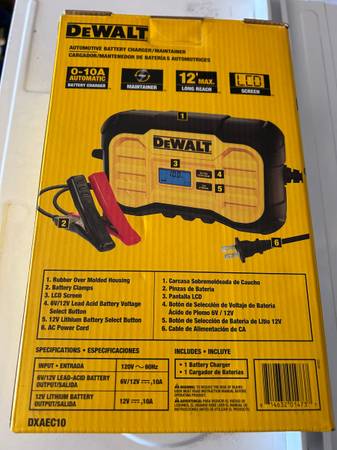 DEWALT
AUTOMOTIVE BATTERY CHARGER/MAINTAINER
CARGADOR/MANTENEDOR DE BATERÍAS AUTOMOTRICES
0-10A
AUTOMATIC
BATTERY CHARGER
MAINTAINER
12' MAX.
LONG REACH
LCD
SCREEN
1
DEWALT
3
4
5
2
6
1. Rubber Over Molded Housing
2. Battery Clamps
3. LCD Screen
4. 6V/12V Lead Acid Battery Voltage
Select Button
5. 12V Lithium Battery Select Button
6. AC Power Cord
1. Carcasa Sobremoldeada de Caucho
2. Pinzas de Batería
3. Pantalla LCD
4. Botón de Selección de Voltaje de Batería
Ácido de Plomo 6V / 12V
5. Botón de Selección de Batería de Litio 12V
6. Cable de Alimentación de CA
SPECIFICATIONS • ESPECIFICACIONES
INPUT • ENTRADA
120V ~ 60Hz
6V/12V LEAD-ACID BATTERY
OUTPUT/SALIDA
6V/12V ⎓ ,10A
12V LITHIUM BATTERY
OUTPUT/SALIDA
12V ⎓ ,10A
DXAEC10
INCLUDES • INCLUYE
• 1 Battery Charger
• 1 Cargador de Baterías